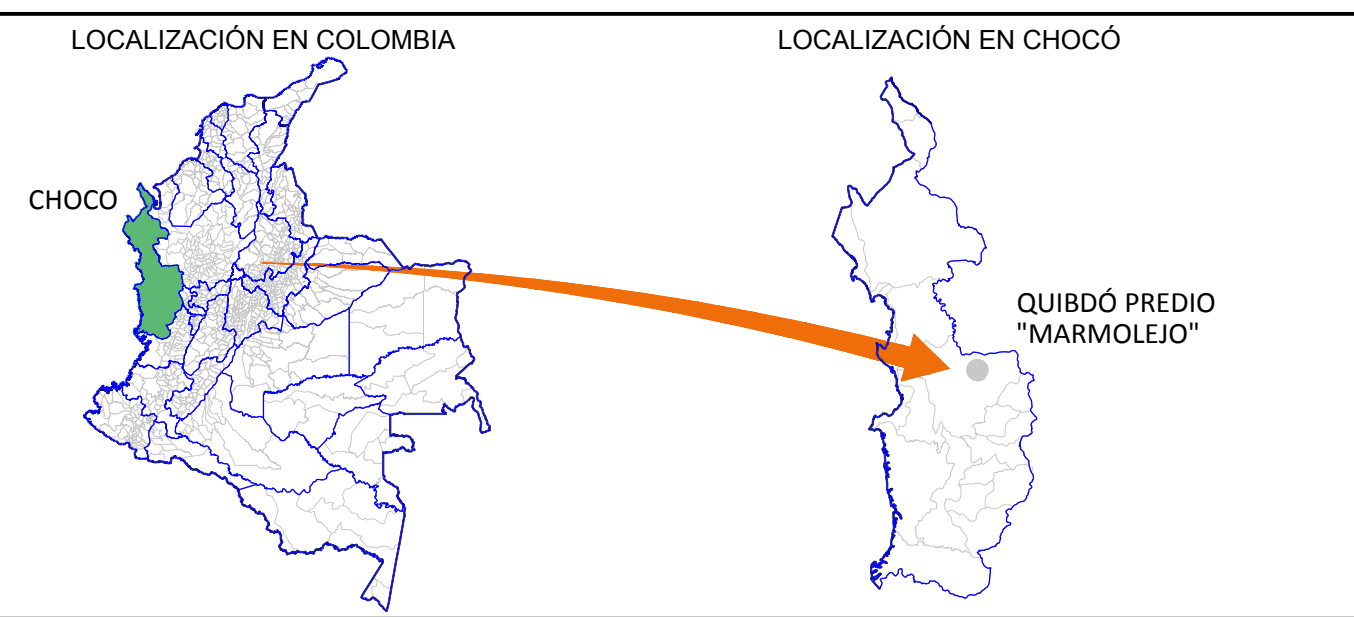 LOCALIZACIÓN EN COLOMBIA
LOCALIZACIÓN EN CHOCÓ
CHOCO
QUIBDÓ PREDIO
"MARMOLEJO"